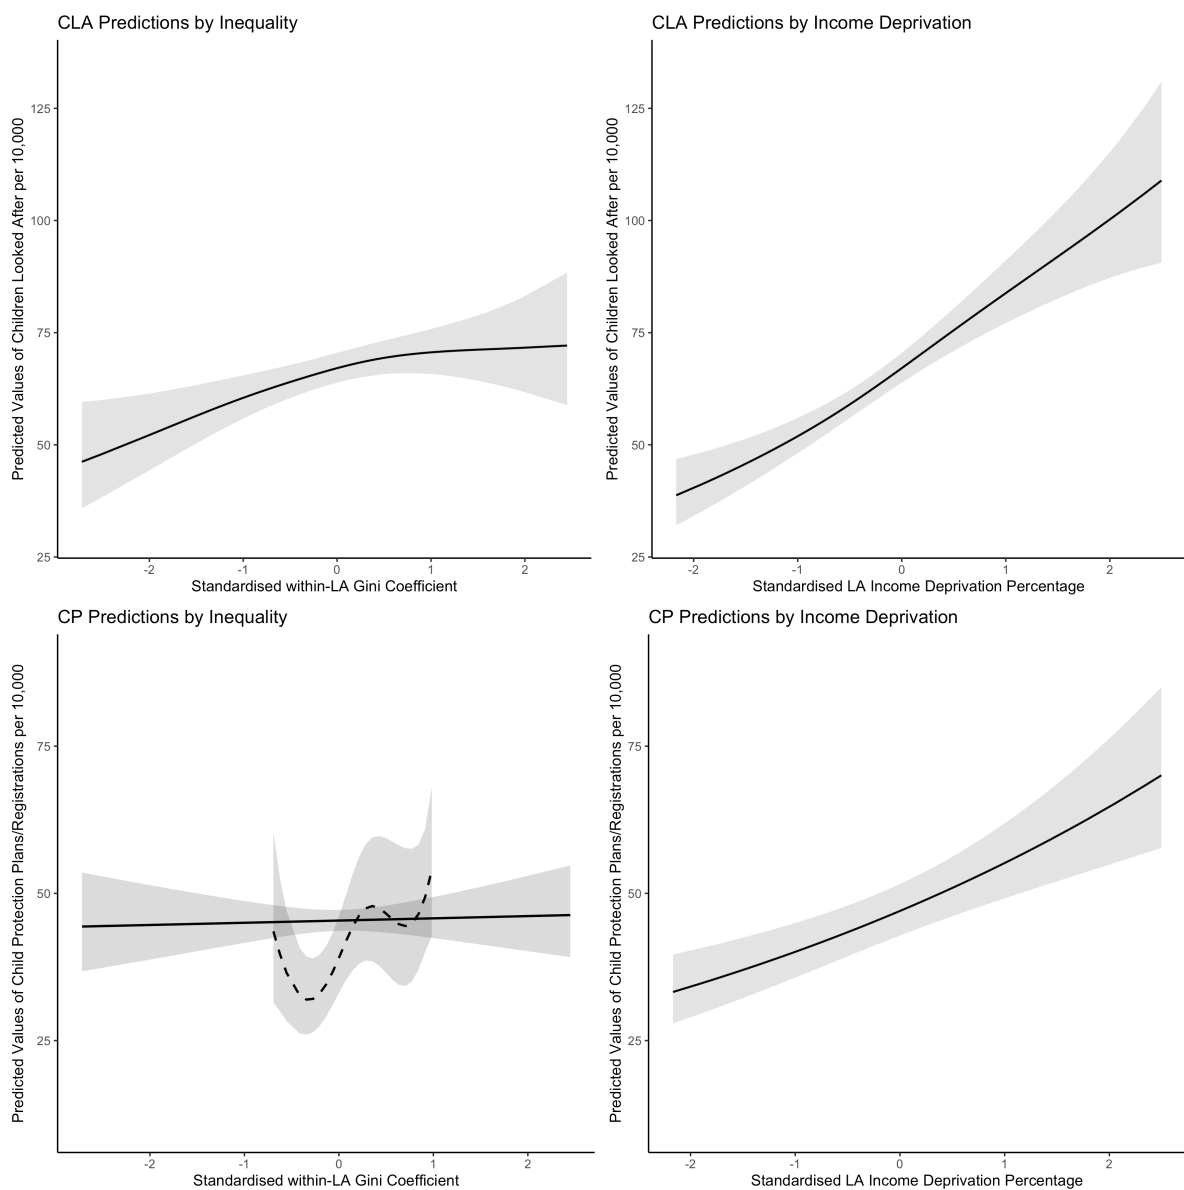 CLA Predictions by Inequality
Predicted Values of Children Looked After per 10,000
125
100
75
50
25
-2 -1 0 1 2
Standardised within-LA Gini Coefficient
CLA Predictions by Income Deprivation
Predicted Values of Children Looked After per 10,000
125
100
75
50
25
-2 -1 0 1 2
Standardised LA Income Deprivation Percentage
CP Predictions by Inequality
Predicted Values of Child Protection Plans/Registrations per 10,000
75
50
25
-2 -1 0 1 2
Standardised within-LA Gini Coefficient
CP Predictions by Income Deprivation
Predicted Values of Child Protection Plans/Registrations per 10,000
75
50
25
-2 -1 0 1 2
Standardised LA Income Deprivation Percentage